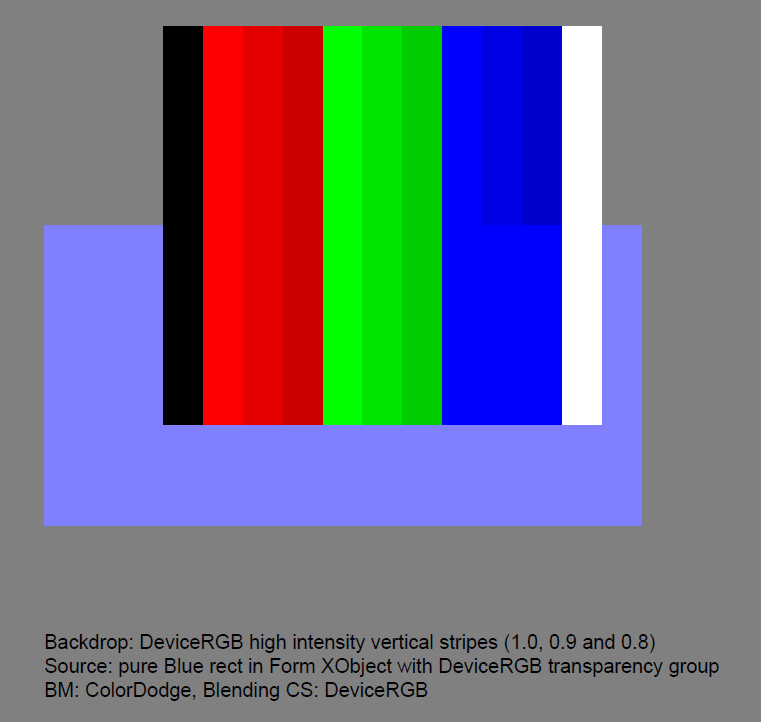 Backdrop: DeviceRGB high intensity vertical stripes (1.0, 0.9 and 0.8)
Source: pure Blue rect in Form XObject with DeviceRGB transparency group
BM: ColorDodge, Blending CS: DeviceRGB